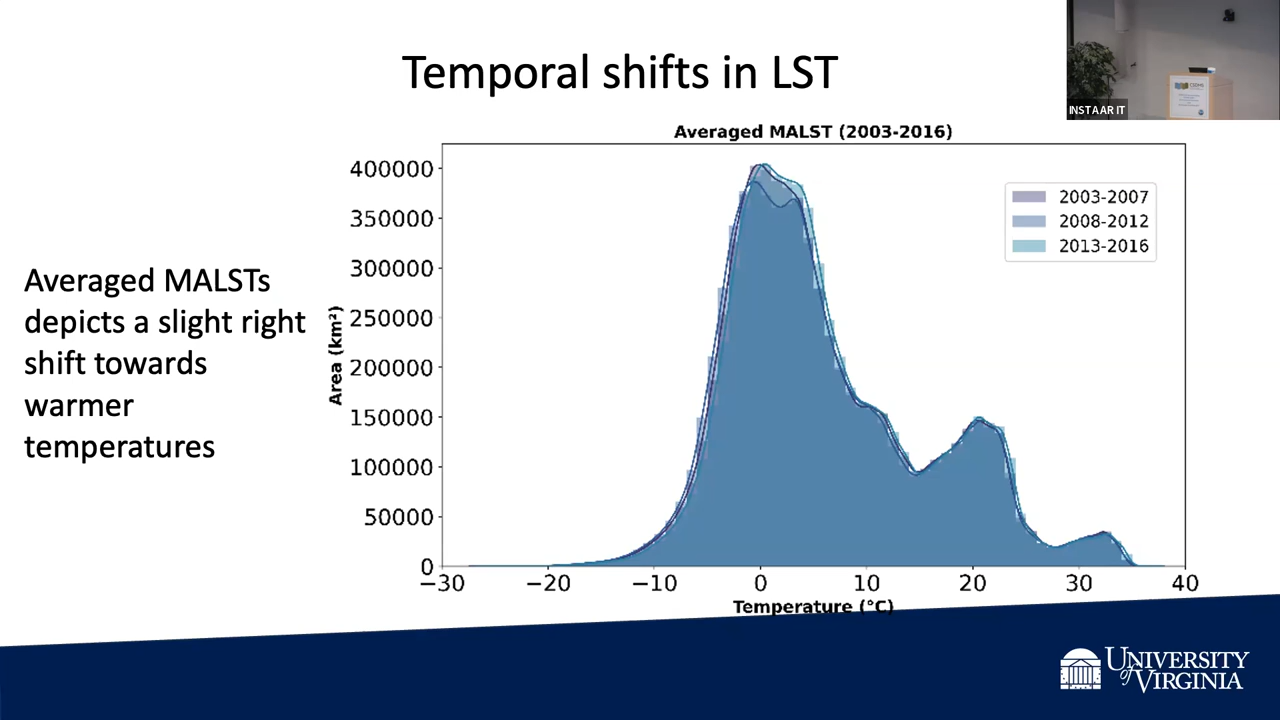 Temporal shifts in LST
INSTAAR IT
Averaged MALSTs
depicts a slight right
shift towards
warmer
temperatures
Averaged MALST (2003-2016)
Area (km²)
400000
350000
300000
250000
200000
150000
100000
50000
0
2003-2007
2008-2012
2013-2016
−30
−20
−10
0
10
20
30
40
Temperature (°C)
UNIVERSITY
of VIRGINIA